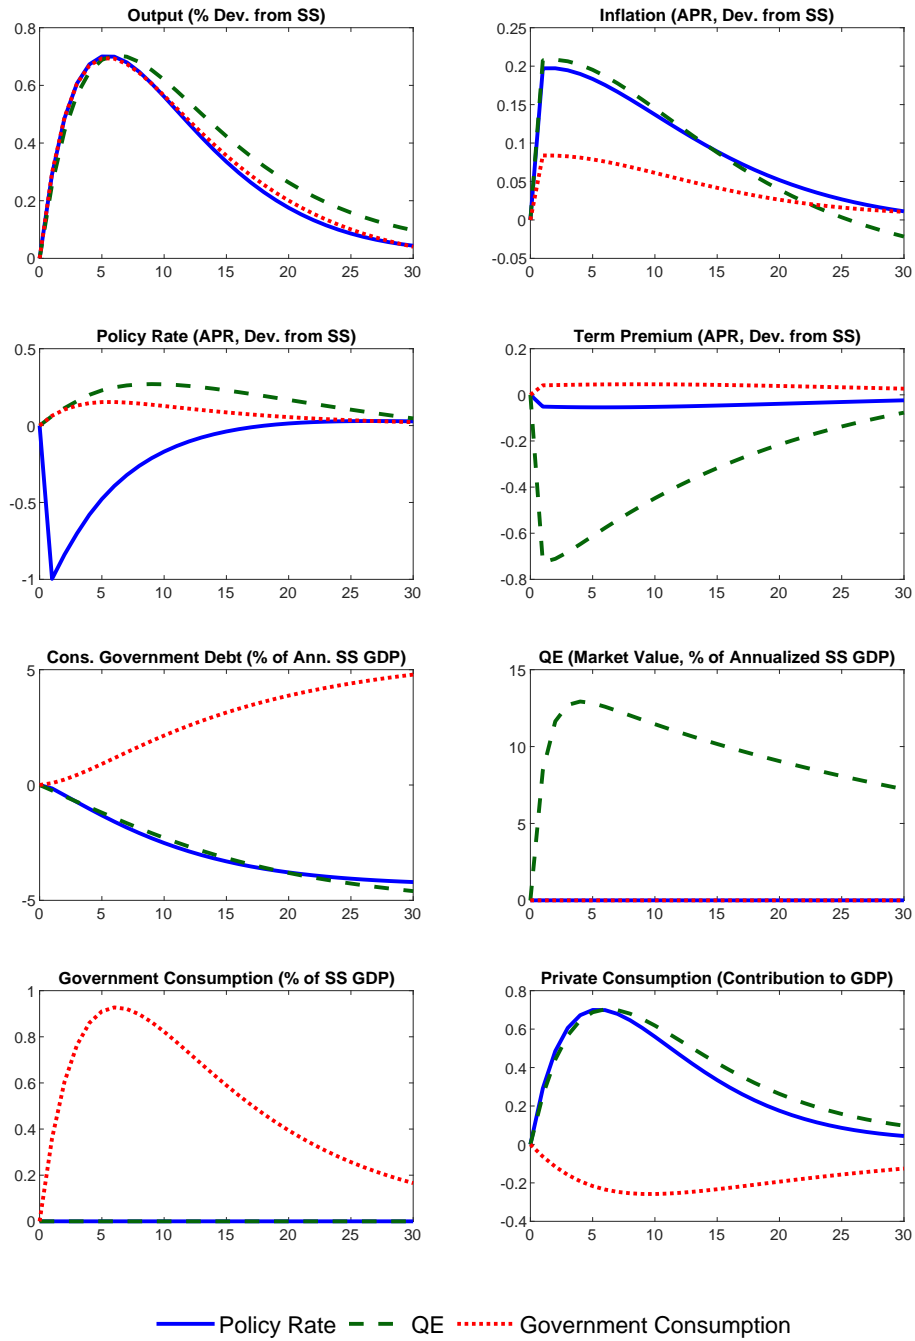 Output (% Dev. from SS)
0.8
0.6
0.4
0.2
0
0 5 10 15 20 25 30
Inflation (APR, Dev. from SS)
0.25
0.2
0.15
0.1
0.05
0
-0.05
0 5 10 15 20 25 30
Policy Rate (APR, Dev. from SS)
0.5
0
-0.5
-1
0 5 10 15 20 25 30
Term Premium (APR, Dev. from SS)
0.2
0
-0.2
-0.4
-0.6
-0.8
0 5 10 15 20 25 30
Cons. Government Debt (% of Ann. SS GDP)
5
0
-5
0 5 10 15 20 25 30
QE (Market Value, % of Annualized SS GDP)
15
10
5
0
0 5 10 15 20 25 30
Government Consumption (% of SS GDP)
1
0.8
0.6
0.4
0.2
0
0 5 10 15 20 25 30
Private Consumption (Contribution to GDP)
0.8
0.6
0.4
0.2
0
-0.2
-0.4
0 5 10 15 20 25 30
Policy Rate QE Government Consumption